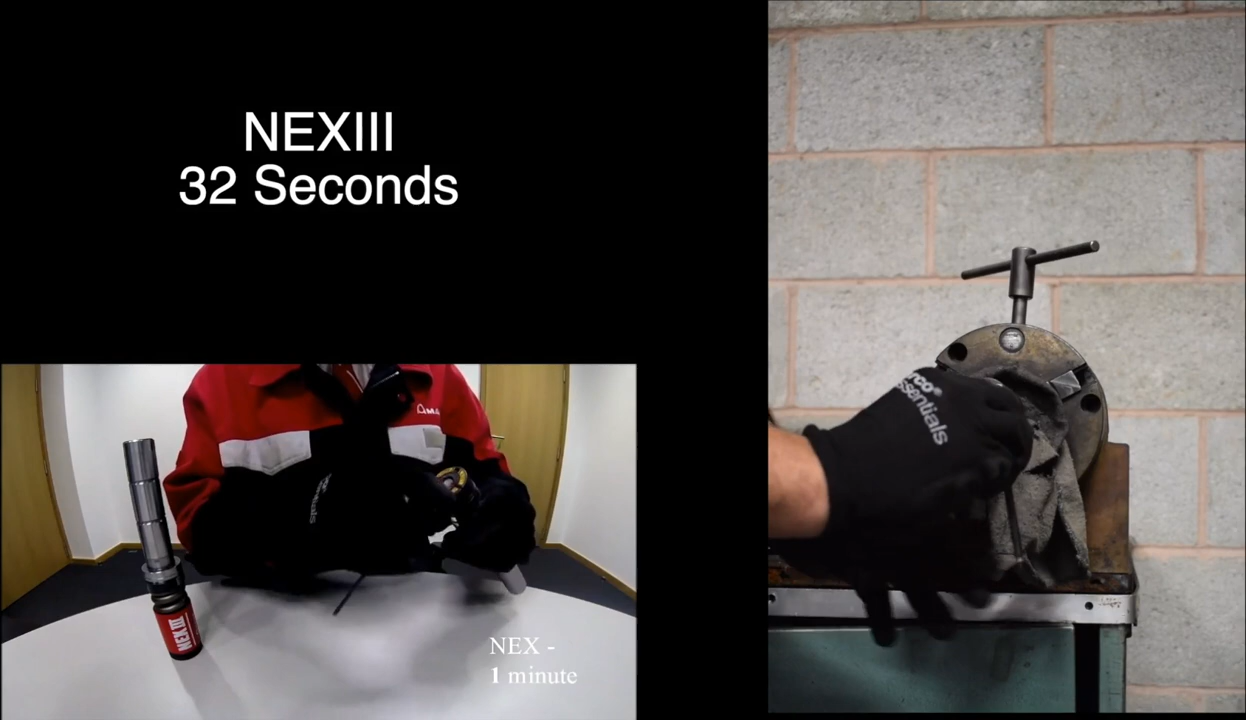 NEXIII
32 Seconds
NEX III
NEX -
1 minute
essentials